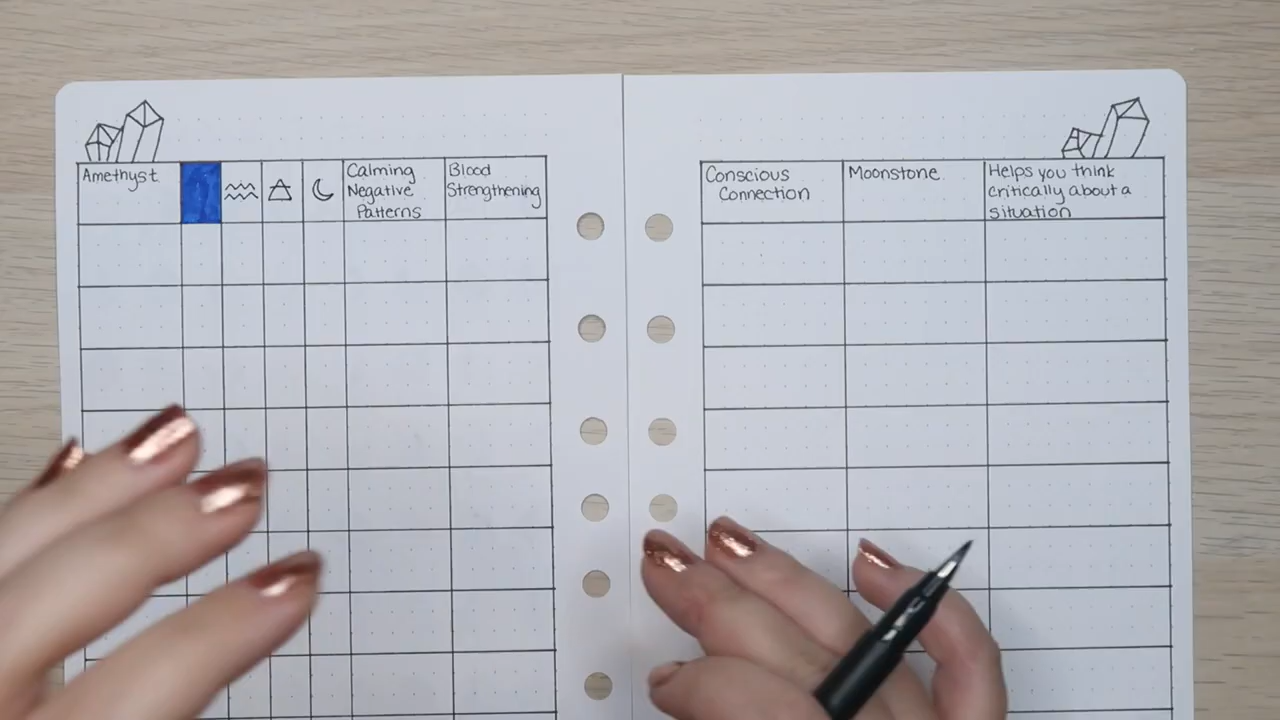 Amethyst
Calming
Negative
Patterns
Blood
Strengthening
Conscious
Connection
Moonstone
Helps you think
critically about a
situation